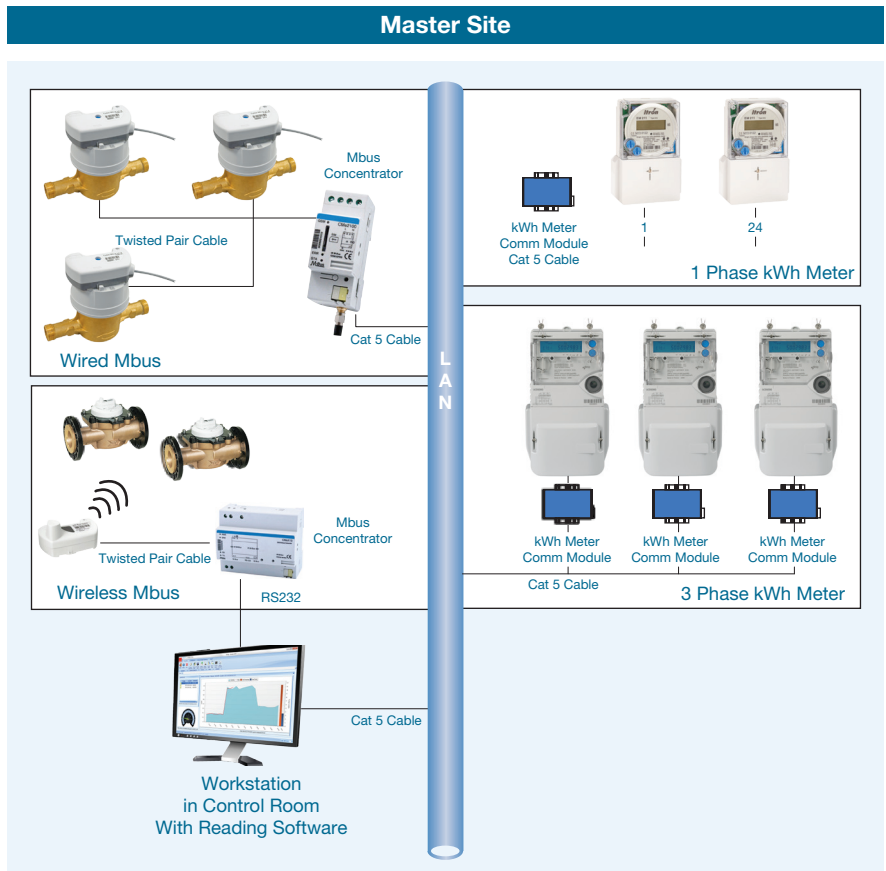 Master Site
Mbus
Concentrator
Twisted Pair Cable
Cat 5 Cable
Wired Mbus
Mbus
Concentrator
Twisted Pair Cable
Wireless Mbus
RS232
Cat 5 Cable
Workstation
in Control Room
With Reading Software
L
A
N
Itron
Itron
kWh Meter
Comm Module
Cat 5 Cable
1
24
1 Phase kWh Meter
kWh Meter
Comm Module
kWh Meter
Comm Module
kWh Meter
Comm Module
Cat 5 Cable
3 Phase kWh Meter